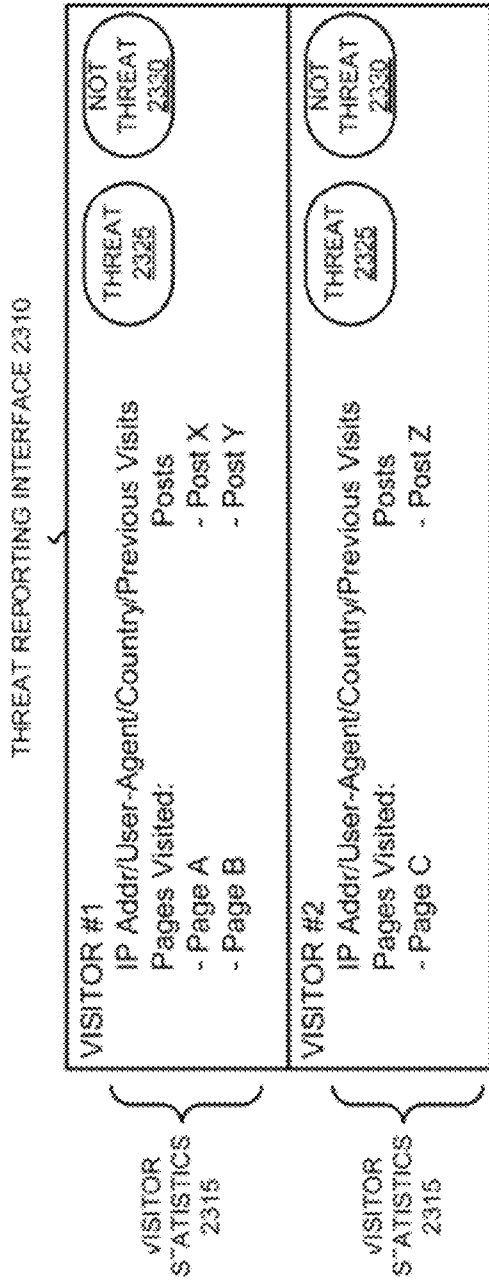 THREAT REPORTING INTERFACE 2310
VISITOR #1
IP Addr/User-Agent/Country/Previous Visits
Pages Visited:
- Page A
- Page B
Posts
- Post X
- Post Y
THREAT
2325
NOT
THREAT
2330
VISITOR
STATISTICS
2315
VISITOR #2
IP Addr/User-Agent/Country/Previous Visits
Pages Visited:
- Page C
Posts
- Post Z
THREAT
2325
NOT
THREAT
2330
VISITOR
STATISTICS
2315